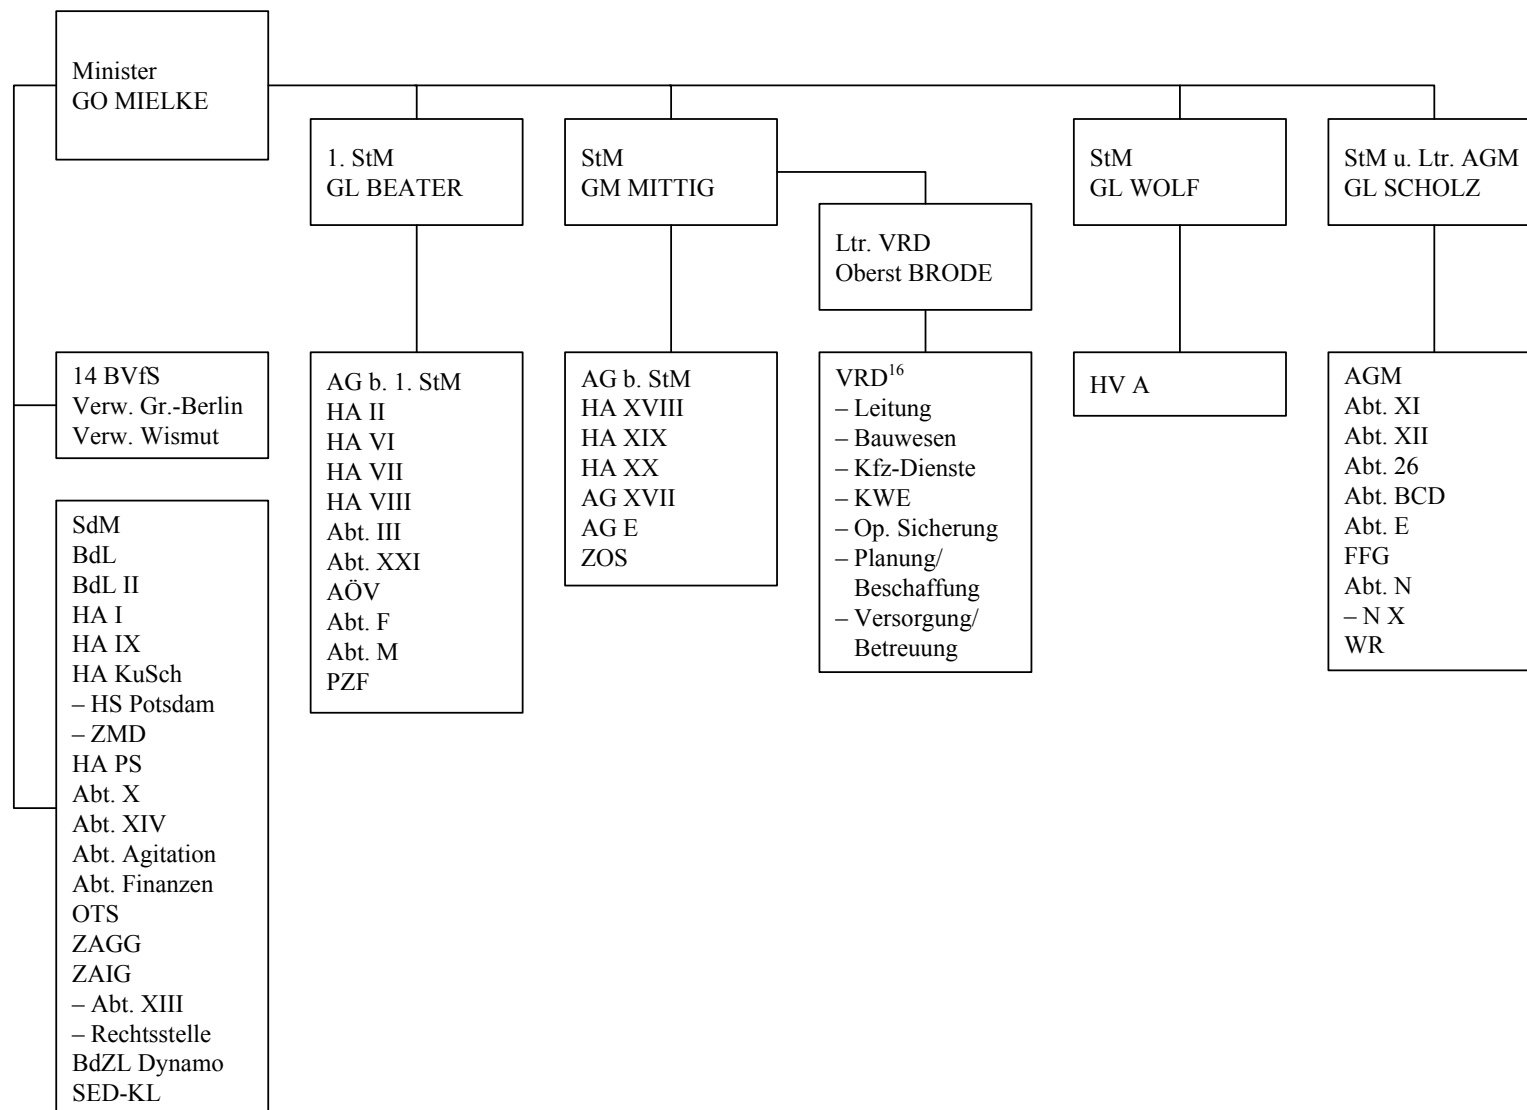 Minister
GO MIELKE
1. StM
GL BEATER
StM
GM MITTIG
Ltr. VRD
Oberst BRODE
StM
GL WOLF
StM u. Ltr. AGM
GL SCHOLZ
14 BVfS
Verw. Gr.-Berlin
Verw. Wismut
SdM
BdL
BdL II
HA I
HA IX
HA KuSch
– HS Potsdam
– ZMD
HA PS
Abt. X
Abt. XIV
Abt. Agitation
Abt. Finanzen
OTS
ZAGG
ZAIG
– Abt. XIII
– Rechtsstelle
BdZL Dynamo
SED-KL
AG b. 1. StM
HA II
HA VI
HA VII
HA VIII
Abt. III
Abt. XXI
AÖV
Abt. F
Abt. M
PZF
AG b. StM
HA XVIII
HA XIX
HA XX
AG XVII
AG E
ZOS
VRD16
– Leitung
– Bauwesen
– Kfz-Dienste
– KWE
– Op. Sicherung
– Planung/
Beschaffung
– Versorgung/
Betreuung
HV A
AGM
Abt. XI
Abt. XII
Abt. 26
Abt. BCD
Abt. E
FFG
Abt. N
– N X
WR